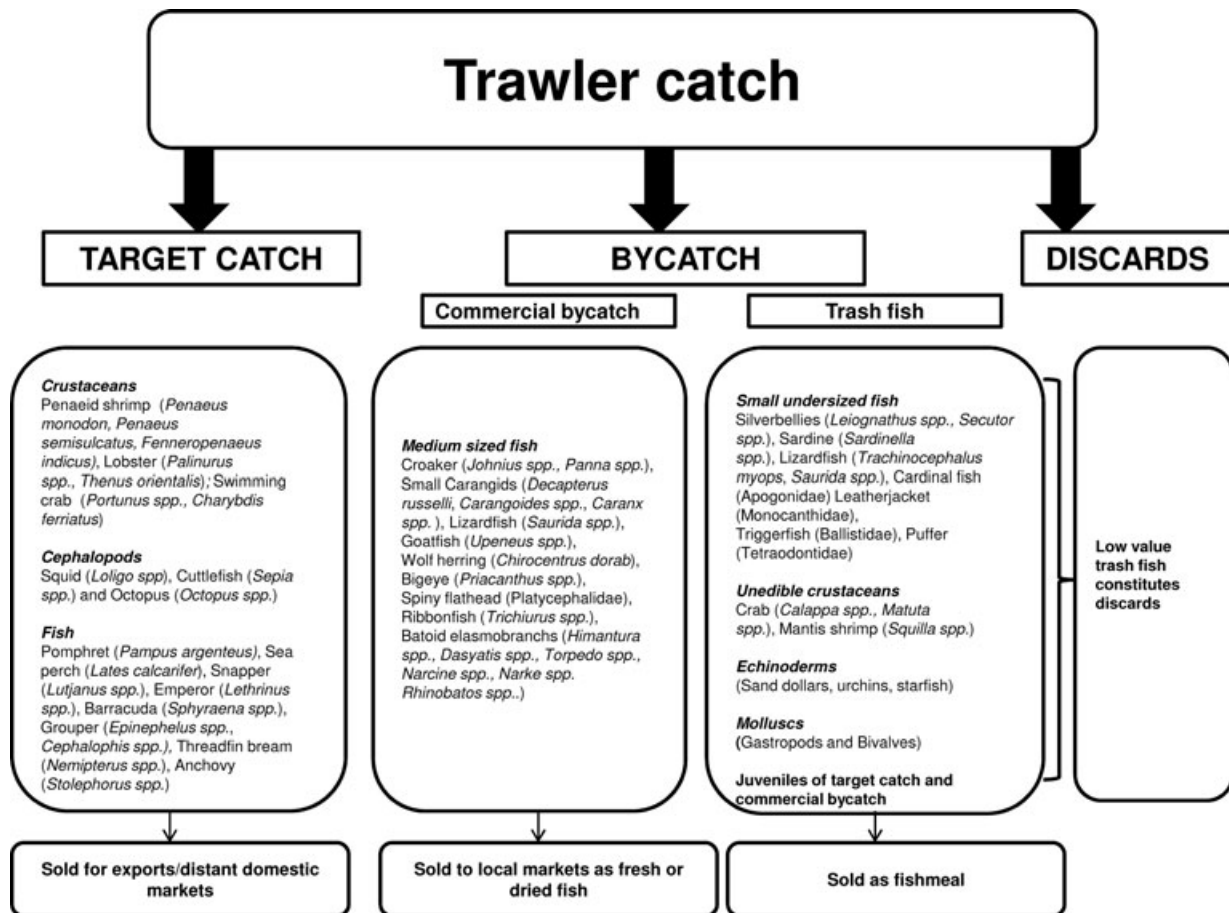 Trawler catch
TARGET CATCH
BYCATCH
DISCARDS
Commercial bycatch
Trash fish
Crustaceans
Penaeid shrimp (Penaeus
monodon, Penaeus
semisulcatus, Fenneropenaeus
indicus), Lobster (Palinurus
spp., Thenus orientalis); Swimming
crab (Portunus spp., Charybdis
ferriatus)
Cephalopods
Squid (Loligo spp), Cuttlefish (Sepia
spp.) and Octopus (Octopus spp.)
Fish
Pomphret (Pampus argenteus), Sea
perch (Lates calcarifer), Snapper
(Lutjanus spp.), Emperor (Lethrinus
spp.), Barracuda (Sphyraena spp.),
Grouper (Epinephelus spp.,
Cephalophis spp.), Threadfin bream
(Nemipterus spp.), Anchovy
(Stolephorus spp.)
Medium sized fish
Croaker (Johnius spp., Panna spp.),
Small Carangids (Decapterus
russelli, Carangoides spp., Caranx
spp. ), Lizardfish (Saurida spp.),
Goatfish (Upeneus spp.),
Wolf herring (Chirocentrus dorab),
Bigeye (Priacanthus spp.),
Spiny flathead (Platycephalidae),
Ribbonfish (Trichiurus spp.),
Batoid elasmobranchs (Himantura
spp., Dasyatis spp., Torpedo spp.,
Narcine spp., Narke spp.
Rhinobatos spp..)
Small undersized fish
Silverbellies (Leiognathus spp., Secutor
spp.), Sardine (Sardinella
spp.), Lizardfish (Trachinocephalus
myops, Saurida spp.), Cardinal fish
(Apogonidae) Leatherjacket
(Monocanthidae),
Triggerfish (Ballistidae), Puffer
(Tetraodontidae)
Unedible crustaceans
Crab (Calappa spp., Matuta
spp.), Mantis shrimp (Squilla spp.)
Echinoderms
(Sand dollars, urchins, starfish)
Molluscs
(Gastropods and Bivalves)
Juveniles of target catch and
commercial bycatch
Low value
trash fish
constitutes
discards
Sold for exports/distant domestic
markets
Sold to local markets as fresh or
dried fish
Sold as fishmeal